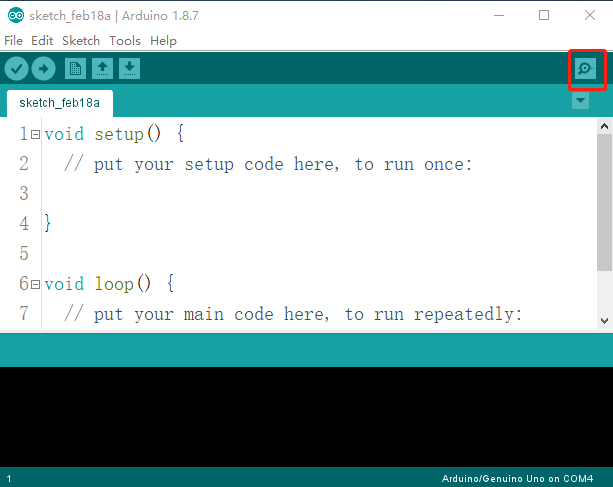 sketch_feb18a | Arduino 1.8.7
File Edit Sketch Tools Help
sketch_feb18a
1 void setup() {
2 // put your setup code here, to run once:
3
4 }
5
6 void loop() {
7 // put your main code here, to run repeatedly:
1 Arduino/Genuino Uno on COM4